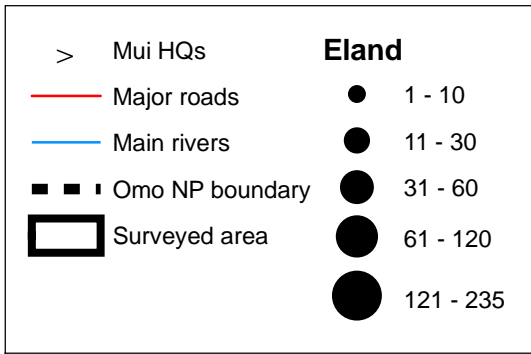 > Mui HQs
Major roads
Main rivers
Omo NP boundary
Surveyed area
Eland
1 - 10
11 - 30
31 - 60
61 - 120
121 - 235